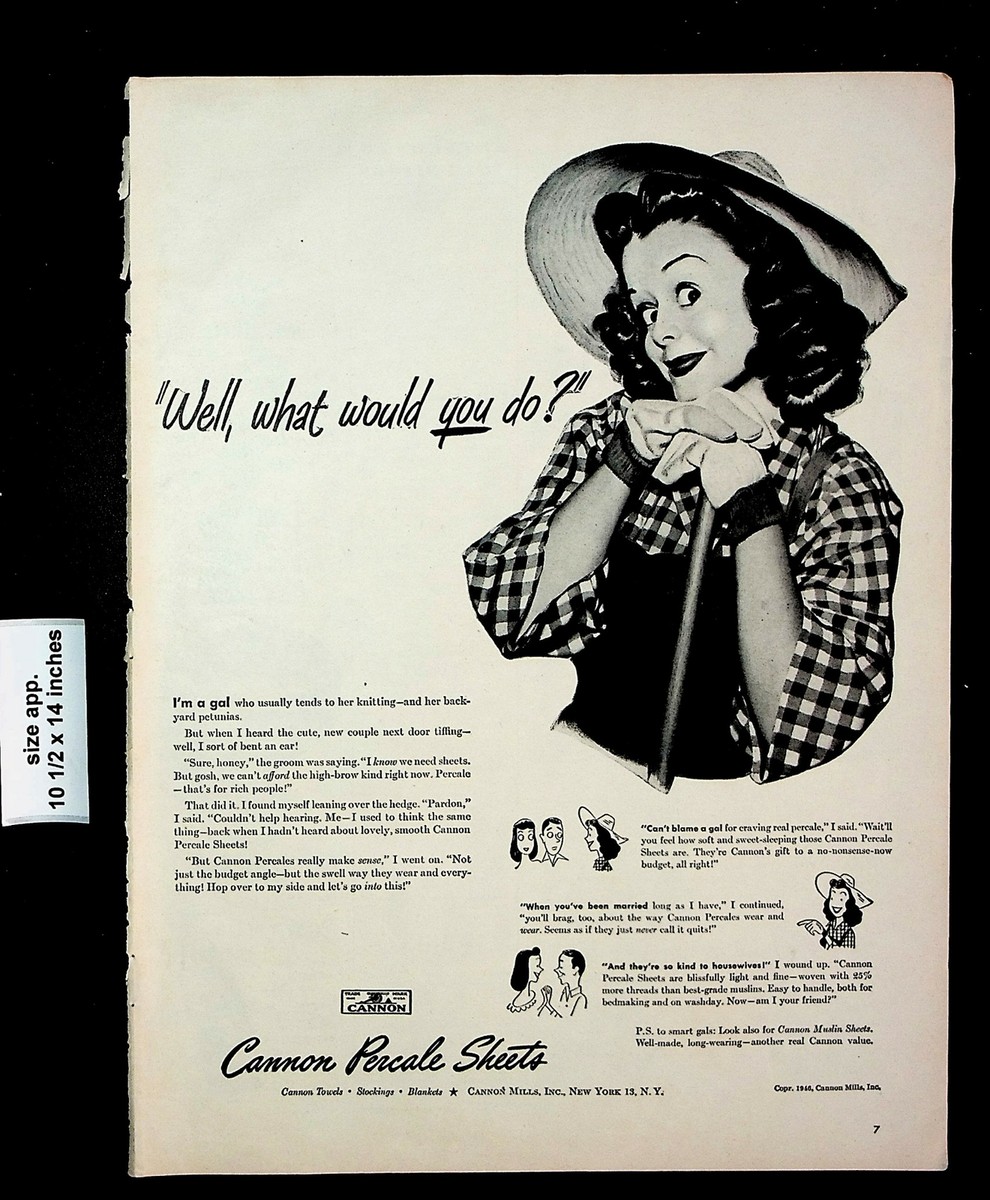 size app.
10 1/2 x 14 inches
"Well, what would you do?"
I'm a gal who usually tends to her knitting—and her back-
yard petunias.
But when I heard the cute, new couple next door tiffing—
well, I sort of bent an ear!
"Sure, honey," the groom was saying. "I know we need sheets.
But gosh, we can't afford the high-brow kind right now. Percale
—that's for rich people!"
That did it. I found myself leaning over the hedge. "Pardon,"
I said. "Couldn't help hearing. Me—I used to think the same
thing—back when I hadn't heard about lovely, smooth Cannon
Percale Sheets!
"But Cannon Percales really make sense," I went on. "Not
just the budget angle—but the swell way they wear and every-
thing! Hop over to my side and let's go into this!"
"Can't blame a gal for craving real percale," I said. "Wait'll
you feel how soft and sweet-sleeping those Cannon Percale
Sheets are. They're Cannon's gift to a no-nonsense-now
budget, all right!"
"When you've been married long as I have," I continued,
"you'll brag, too, about the way Cannon Percales wear and
wear. Seems as if they just never call it quits!"
"And they're so kind to housewives!" I wound up. "Cannon
Percale Sheets are blissfully light and fine—woven with 25%
more threads than best-grade muslins. Easy to handle, both for
bedmaking and on washday. Now—am I your friend?"
P.S. to smart gals: Look also for Cannon Muslin Sheets.
Well-made, long-wearing—another real Cannon value.
TRADE MARK
CANNON
Cannon Percale Sheets
Cannon Towels • Stockings • Blankets ★ CANNON MILLS, INC., NEW YORK 13, N. Y.
Copr. 1946, Cannon Mills, Inc.
7